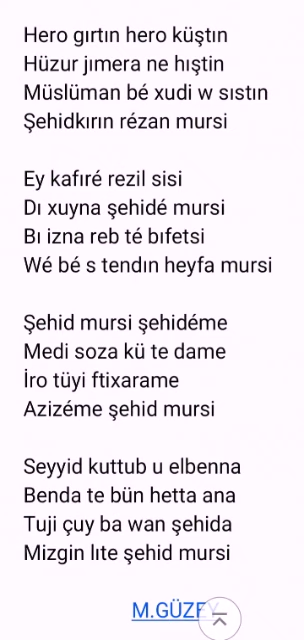 Hero gırtın hero küştın
Hüzur jımera ne hıştin
Müslüman bé xudi w sıstın
Şehidkırın rézan mursi
Ey kafıré rezil sisi
Dı xuyna şehidé mursi
Bı izna reb té bıfetsi
Wé bé s tendın heyfa mursi
Şehid mursi şehidéme
Medi soza kü te dame
İro tüyi ftixarame
Azizéme şehid mursi
Seyyid kuttub u elbenna
Benda te bün hetta ana
Tuji çuy ba wan şehida
Mizgin lıte şehid mursi